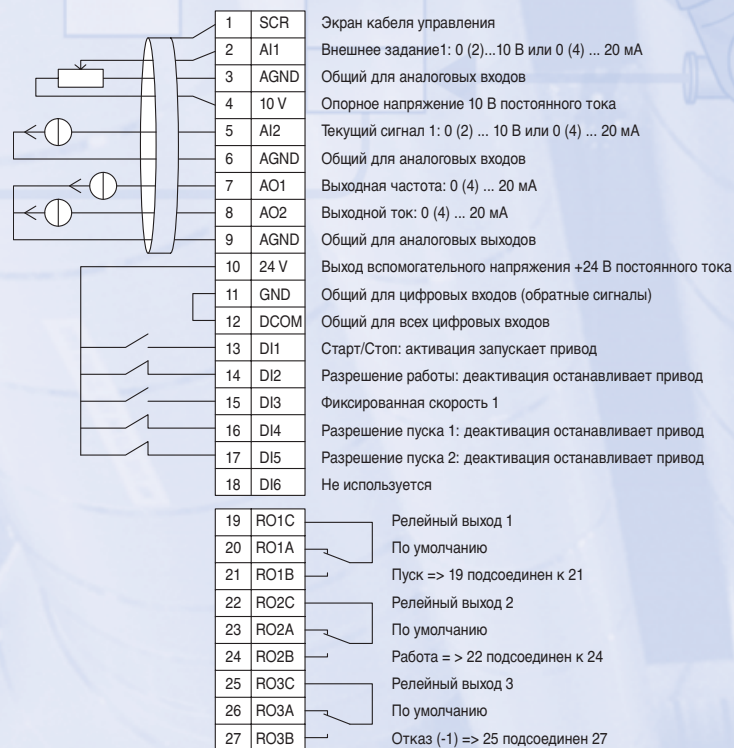 1 SCR Экран кабеля управления
2 AI1 Внешнее задание1: 0 (2)...10 В или 0 (4) ... 20 мА
3 AGND Общий для аналоговых входов
4 10 V Опорное напряжение 10 В постоянного тока
5 AI2 Текущий сигнал 1: 0 (2) ... 10 В или 0 (4) ... 20 мА
6 AGND Общий для аналоговых входов
7 AO1 Выходная частота: 0 (4) ... 20 мА
8 AO2 Выходной ток: 0 (4) ... 20 мА
9 AGND Общий для аналоговых выходов
10 24 V Выход вспомогательного напряжения +24 В постоянного тока
11 GND Общий для цифровых входов (обратные сигналы)
12 DCOM Общий для всех цифровых входов
13 DI1 Старт/Стоп: активация запускает привод
14 DI2 Разрешение работы: деактивация останавливает привод
15 DI3 Фиксированная скорость 1
16 DI4 Разрешение пуска 1: деактивация останавливает привод
17 DI5 Разрешение пуска 2: деактивация останавливает привод
18 DI6 Не используется
19 RO1C Релейный выход 1
20 RO1A По умолчанию
21 RO1B Пуск => 19 подсоединен к 21
22 RO2C Релейный выход 2
23 RO2A По умолчанию
24 RO2B Работа = > 22 подсоединен к 24
25 RO3C Релейный выход 3
26 RO3A По умолчанию
27 RO3B Отказ (-1) => 25 подсоединен 27